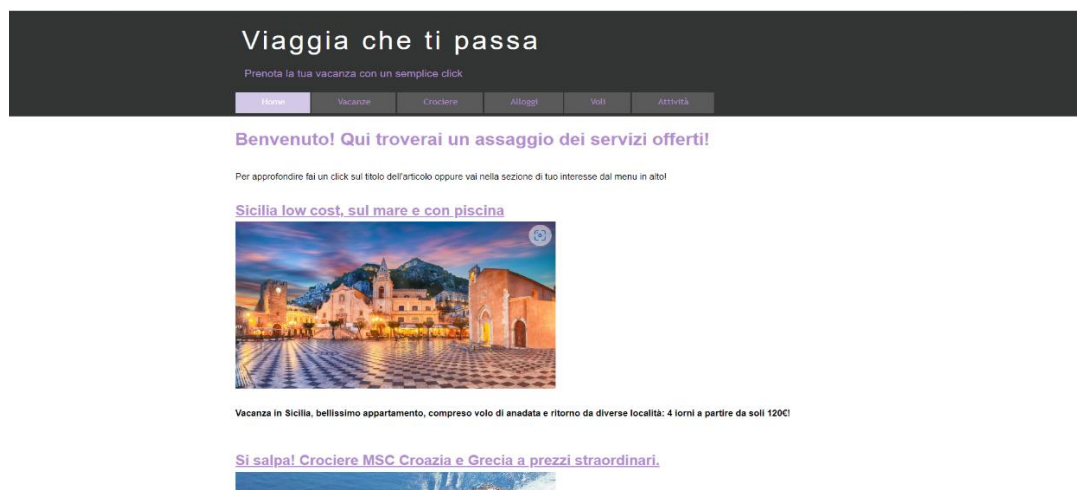 Viaggia che ti passa
Prenota la tua vacanza con un semplice click
Home Vacanze Crociere Alloggi Voli Attività
Benvenuto! Qui troverai un assaggio dei servizi offerti!
Per approfondire fai un click sul titolo dell'articolo oppure vai nella sezione di tuo interesse dal menu in alto!
Sicilia low cost, sul mare e con piscina
Vacanza in Sicilia, bellissimo appartamento, compreso volo di anadata e ritorno da diverse località: 4 iorni a partire da soli 120€!
Si salpa! Crociere MSC Croazia e Grecia a prezzi straordinari.